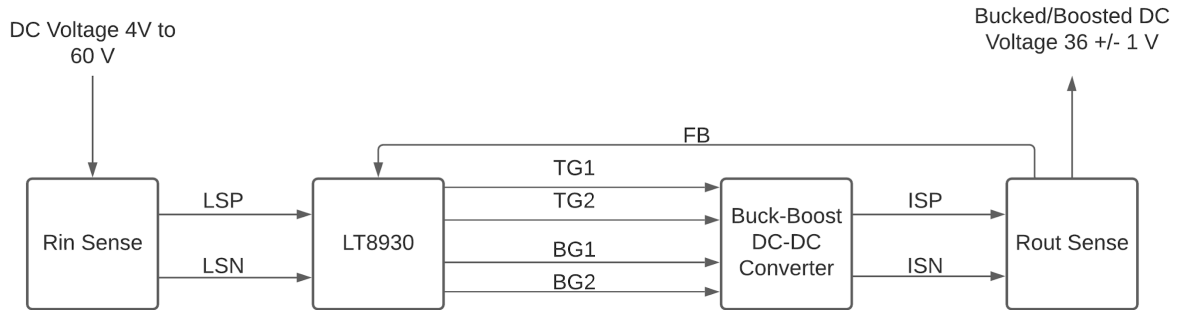 DC Voltage 4V to
60 V
Bucked/Boosted DC
Voltage 36 +/- 1 V
FB
TG1
TG2
BG1
BG2
LSP
LSN
ISP
ISN
Rin Sense
LT8930
Buck-Boost
DC-DC
Converter
Rout Sense